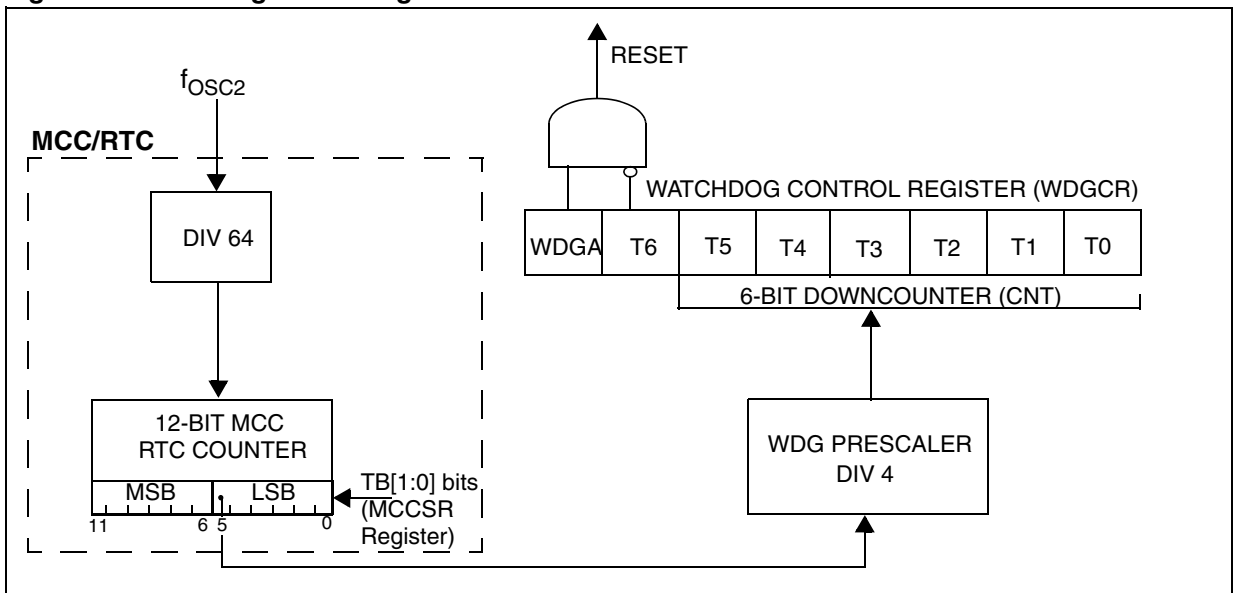 RESET
fOSC2
MCC/RTC
DIV 64
WATCHDOG CONTROL REGISTER (WDGCR)
WDGA T6 T5 T4 T3 T2 T1 T0
6-BIT DOWNCOUNTER (CNT)
12-BIT MCC
RTC COUNTER
MSB LSB
11 6 5 0
TB[1:0] bits
(MCCSR
Register)
WDG PRESCALER
DIV 4